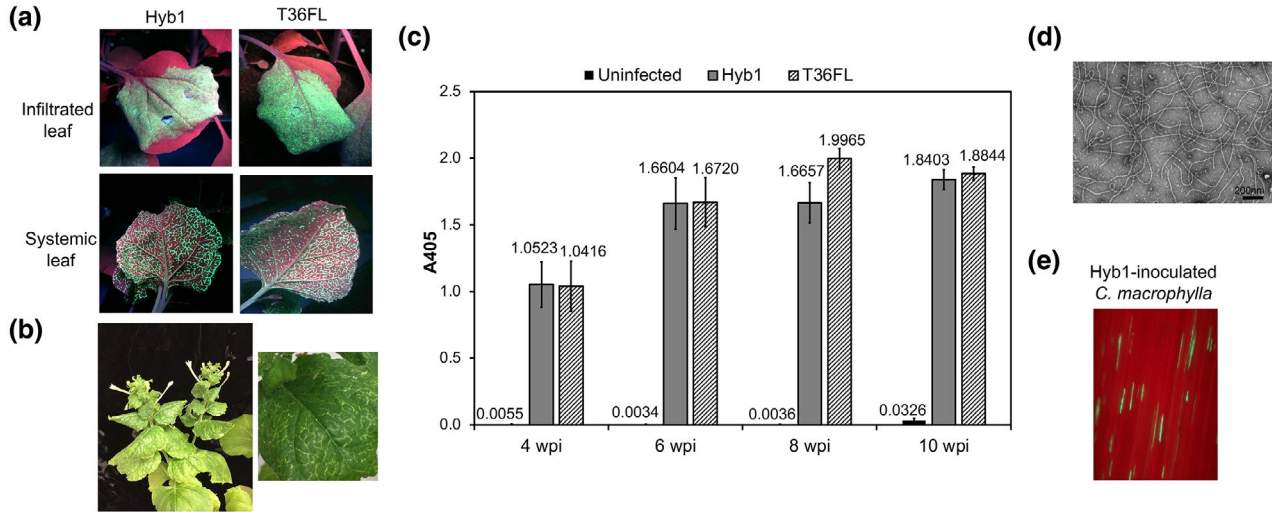 (a)
Hyb1
T36FL
Infiltrated
leaf
Systemic
leaf
(b)
(c)
Uninfected
Hyb1
T36FL
A405
2.5
2.0
1.5
1.0
0.5
0.0
0.0055
1.0523
1.0416
0.0034
1.6604
1.6720
0.0036
1.6657
1.9965
0.0326
1.8403
1.8844
4 wpi
6 wpi
8 wpi
10 wpi
(d)
200nm
(e)
Hyb1-inoculated
C. macrophylla